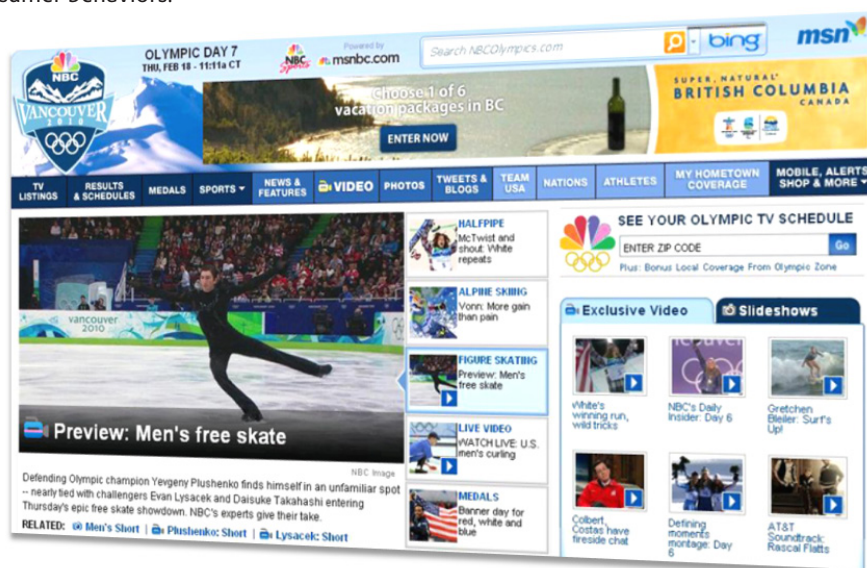 sumer behaviors.
NBC
VANCOUVER
2010
OLYMPIC DAY 7
THU, FEB 18 - 11:11a CT
NBC
Sports
Powered by
msnbc.com
Search NBCOlympics.com
bing
msn
Choose 1 of 6
vacation packages in BC
ENTER NOW
SUPER, NATURAL
BRITISH COLUMBIA
CANADA
TV
LISTINGS
RESULTS
& SCHEDULES
MEDALS
SPORTS
NEWS &
FEATURES
VIDEO
PHOTOS
TWEETS &
BLOGS
TEAM
USA
NATIONS
ATHLETES
MY HOMETOWN
COVERAGE
MOBILE, ALERTS
SHOP & MORE
vancouver
2010
Preview: Men's free skate
NBC Image
Defending Olympic champion Yevgeny Plushenko finds himself in an unfamiliar spot
-- nearly tied with challengers Evan Lysacek and Daisuke Takahashi entering
Thursday's epic free skate showdown. NBC's experts give their take.
RELATED: Men's Short | Plushenko: Short | Lysacek: Short
HALFPIPE
McTwist and
shout: White
repeats
ALPINE SKIING
Vonn: More gain
than pain
FIGURE SKATING
Preview: Men's
free skate
LIVE VIDEO
WATCH LIVE: U.S.
men's curling
MEDALS
Banner day for
red, white and
blue
SEE YOUR OLYMPIC TV SCHEDULE
ENTER ZIP CODE
Go
Plus: Bonus Local Coverage From Olympic Zone
Exclusive Video
Slideshows
White's
winning run,
wild tricks
NBC's Daily
Insider: Day 6
Gretchen
Bleiler: Surf's
Up!
Colbert,
Costas have
fireside chat
Defining
moments
montage: Day
6
AT&T
Soundtrack:
Rascal Flatts